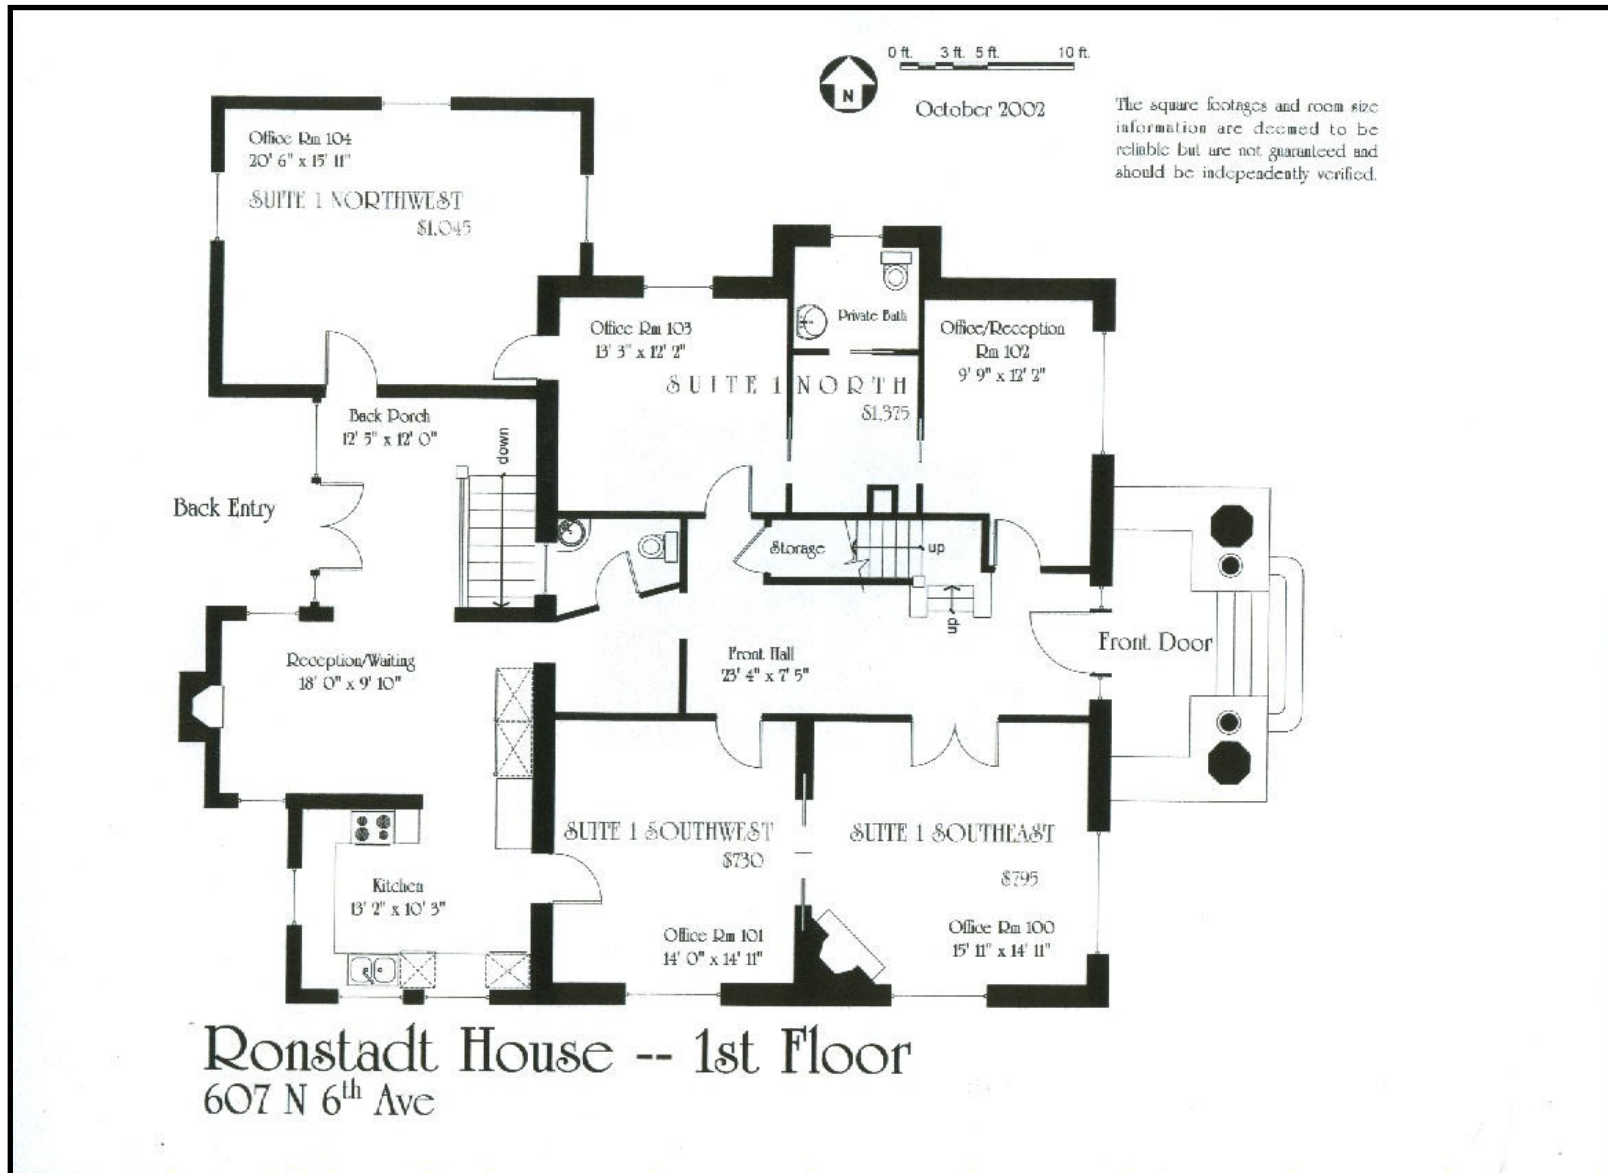 0 ft. 3 ft. 5 ft. 10 ft.
N
October 2002
The square footages and room size
information are deemed to be
reliable but are not guaranteed and
should be independently verified.
Office Rm 104
20' 6" x 15' 11"
SUITE 1 NORTHWEST
$1,045
Office Rm 103
13' 3" x 12' 2"
Private Bath
Office/Reception
Rm 102
9' 9" x 12' 2"
SUITE 1 NORTH
$1,375
Back Porch
12' 5" x 12' 0"
down
Back Entry
Storage
up
up
Front Door
Front Hall
23' 4" x 7' 5"
Reception/Waiting
18' 0" x 9' 10"
SUITE 1 SOUTHWEST
$730
SUITE 1 SOUTHEAST
$795
Kitchen
13' 2" x 10' 3"
Office Rm 101
14' 0" x 14' 11"
Office Rm 100
15' 11" x 14' 11"
Ronstadt House -- 1st Floor
607 N 6th Ave